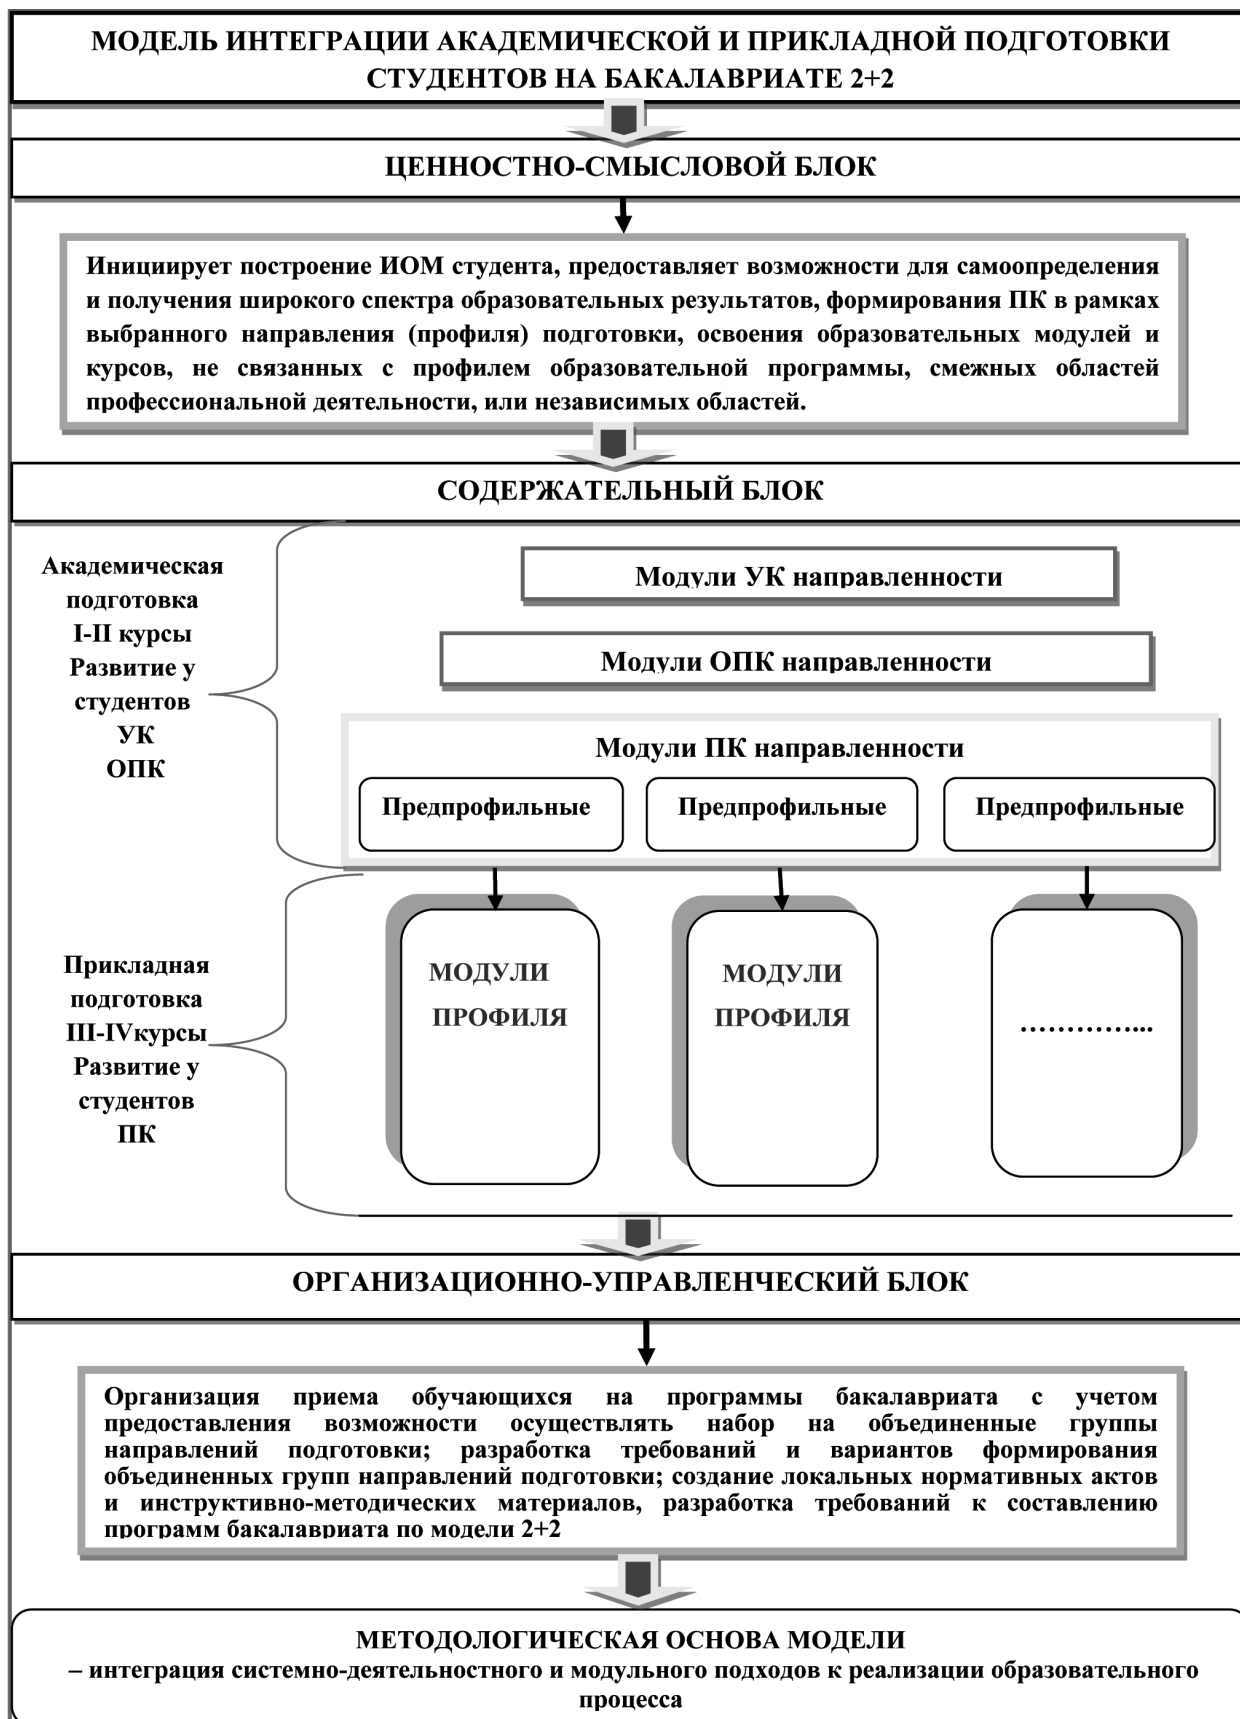 МОДЕЛЬ ИНТЕГРАЦИИ АКАДЕМИЧЕСКОЙ И ПРИКЛАДНОЙ ПОДГОТОВКИ
СТУДЕНТОВ НА БАКАЛАВРИАТЕ 2+2
ЦЕННОСТНО-СМЫСЛОВОЙ БЛОК
Инициирует построение ИОМ студента, предоставляет возможности для самоопределения
и получения широкого спектра образовательных результатов, формирования ПК в рамках
выбранного направления (профиля) подготовки, освоения образовательных модулей и
курсов, не связанных с профилем образовательной программы, смежных областей
профессиональной деятельности, или независимых областей.
СОДЕРЖАТЕЛЬНЫЙ БЛОК
Академическая
подготовка
I-II курсы
Развитие у
студентов
УК
ОПК
Модули УК направленности
Модули ОПК направленности
Модули ПК направленности
Предпрофильные
Предпрофильные
Предпрофильные
Прикладная
подготовка
III-IVкурсы
Развитие у
студентов
ПК
МОДУЛИ
ПРОФИЛЯ
МОДУЛИ
ПРОФИЛЯ
…………...
ОРГАНИЗАЦИОННО-УПРАВЛЕНЧЕСКИЙ БЛОК
Организация приема обучающихся на программы бакалавриата с учетом
предоставления возможности осуществлять набор на объединенные группы
направлений подготовки; разработка требований и вариантов формирования
объединенных групп направлений подготовки; создание локальных нормативных актов
и инструктивно-методических материалов, разработка требований к составлению
программ бакалавриата по модели 2+2
МЕТОДОЛОГИЧЕСКАЯ ОСНОВА МОДЕЛИ
– интеграция системно-деятельностного и модульного подходов к реализации образовательного
процесса